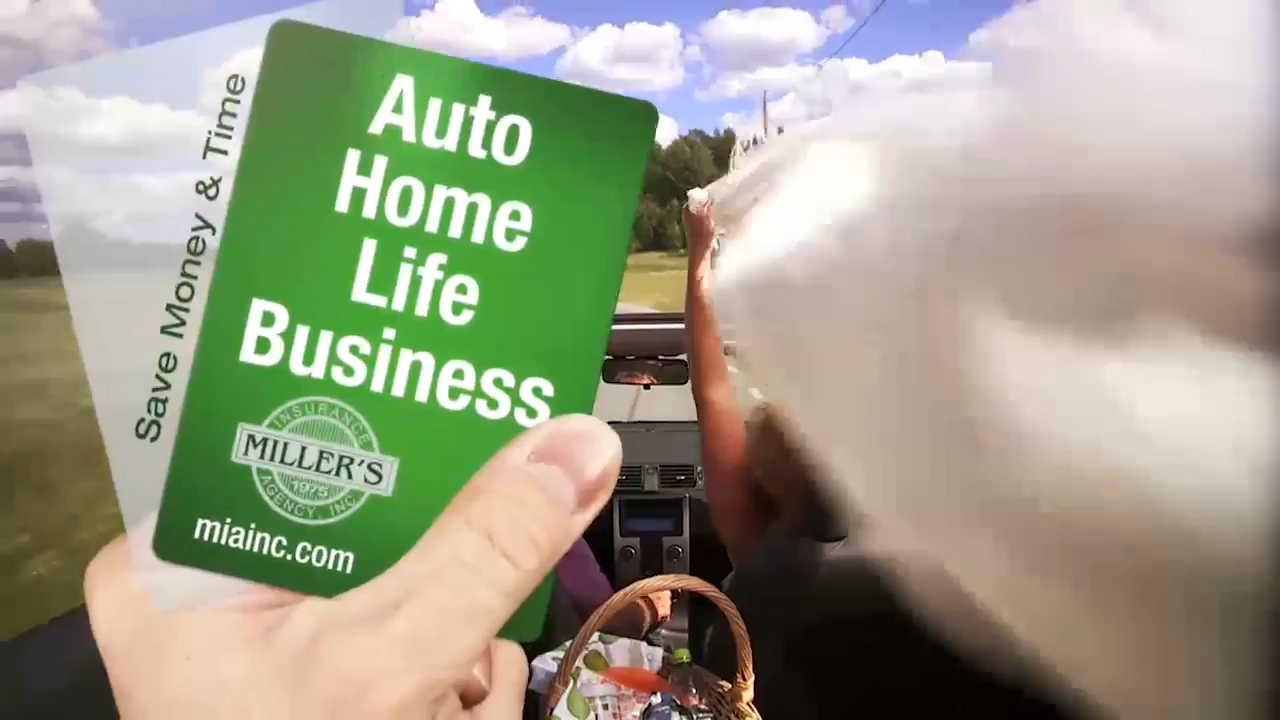 Save Money & Time
Auto
Home
Life
Business
INSURANCE
MILLER'S
1975
AGENCY, INC.
miainc.com